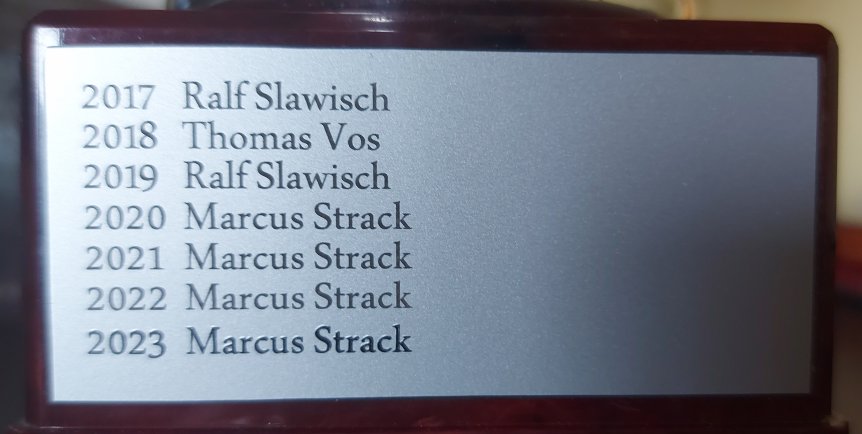 2017 Ralf Slawisch
2018 Thomas Vos
2019 Ralf Slawisch
2020 Marcus Strack
2021 Marcus Strack
2022 Marcus Strack
2023 Marcus Strack